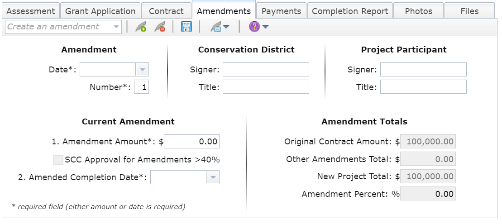 Assessment Grant Application Contract Amendments Payments Completion Report Photos Files
Create an amendment
Amendment Conservation District Project Participant
Date*: Signer: Signer:
Number*: 1 Title: Title:
Current Amendment Amendment Totals
1. Amendment Amount*: $ 0.00 Original Contract Amount: $ 100,000.00
SCC Approval for Amendments >40% Other Amendments Total: $ 0.00
2. Amended Completion Date*: New Project Total: $ 100,000.00
Amendment Percent: % 0.00
* required field (either amount or date is required)